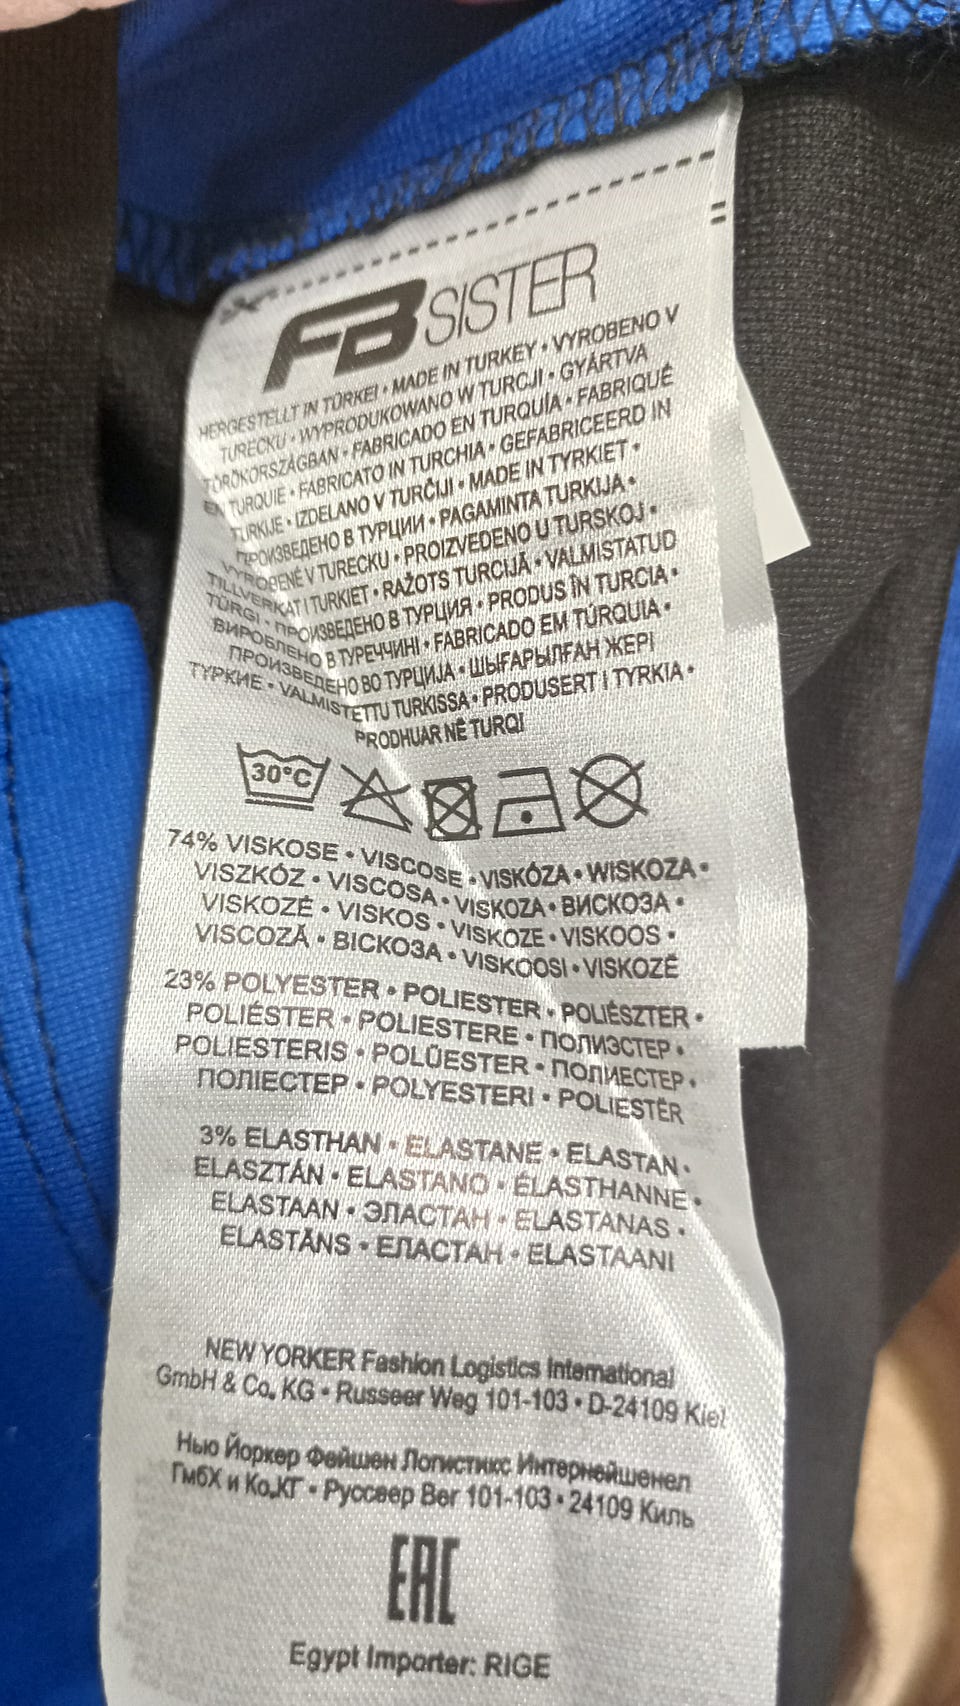 FB SISTER
HERGESTELLT IN TÜRKEI • MADE IN TURKEY • VYROBENO V
TURECKU • WYPRODUKOWANO W TURCJI • GYÁRTVA
TÖRÖKORSZÁGBAN • FABRICADO EN TURQUÍA • FABRIQUÉ
EN TURQUIE • FABRICATO IN TURCHIA • GEFABRICEERD IN
TURKIJE • IZDELANO V TURČIJI • MADE IN TYRKIET •
ПРОИЗВЕДЕНО В ТУРЦИИ • PAGAMINTA TURKIJA •
VYROBENÉ V TURECKU • PROIZVEDENO U TURSKOJ •
TILLVERKAT I TURKIET • RAŽOTS TURCIJĀ • VALMISTATUD
TÜRGI • ПРОИЗВЕДЕНО В ТУРЦИЯ • PRODUS ÎN TURCIA •
ВИРОБЛЕНО В ТУРЕЧЧИНІ • FABRICADO EM TURQUIA •
ПРОИЗВЕДЕНО ВО ТУРЦИЈА • ШЫҒАРЫЛҒАН ЖЕРІ
ТҮРКИЕ • VALMISTETTU TURKISSA • PRODUSERT I TYRKIA •
PRODHUAR NË TURQI
30°C
74% VISKOSE • VISCOSE • VISKÓZA • WISKOZA •
VISZKÓZ • VISCOSA • VISKOZA • ВИСКОЗА •
VISKOZĖ • VISKOS • VISKOZE • VISKOOS •
VISCOZĂ • ВІСКОЗА • VISKOOSI • VISKOZË
23% POLYESTER • POLIESTER • POLIÉSZTER •
POLIÉSTER • POLIESTERE • ПОЛИЭСТЕР •
POLIESTERIS • POLÜESTER • ПОЛИЕСТЕР •
ПОЛІЕСТЕР • POLYESTERI • POLIESTËR
3% ELASTHAN • ELASTANE • ELASTAN •
ELASZTÁN • ELASTANO • ÉLASTHANNE •
ELASTAAN • ЭЛАСТАН • ELASTANAS •
ELASTĀNS • ЕЛАСТАН • ELASTAANI
NEW YORKER Fashion Logistics International
GmbH & Co. KG • Russeer Weg 101-103 • D-24109 Kiel
Нью Йоркер Фейшен Логистикс Интернейшенел
ГмбХ и Ко.КГ • Руссеер Вег 101-103 • 24109 Киль
EAC
Egypt Importer: RIGE